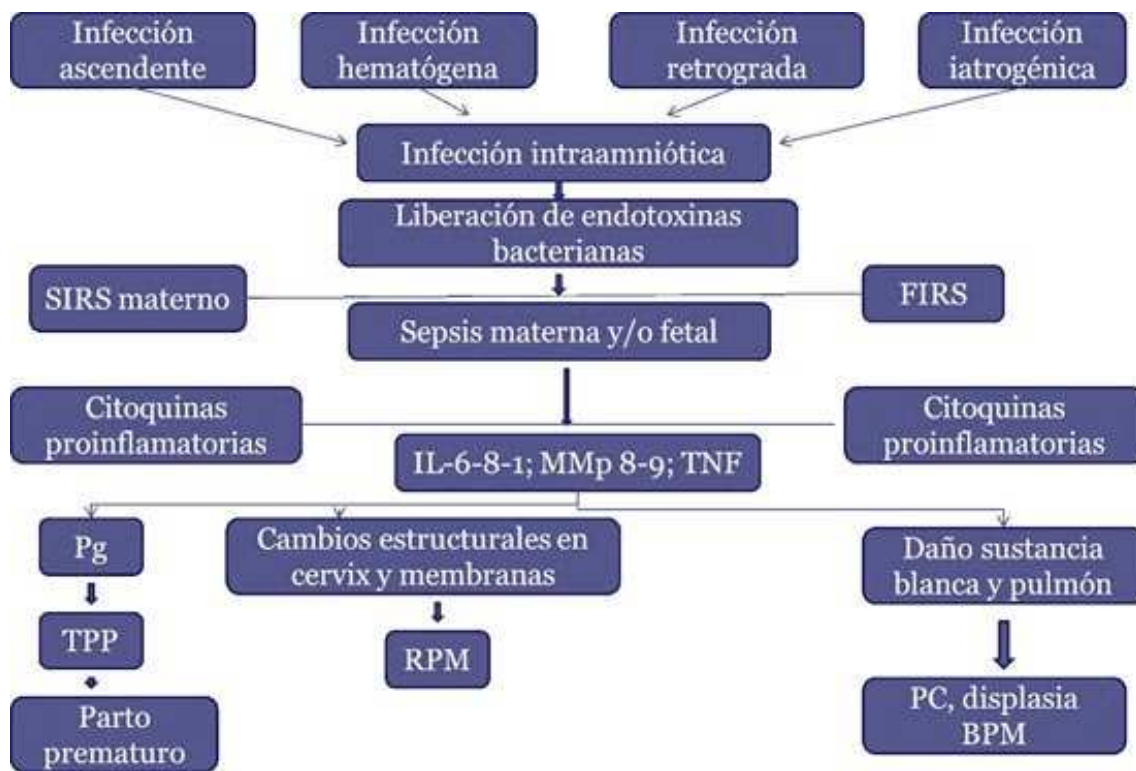 Infección
ascendente
Infección
hematógena
Infección
retrograda
Infección
iatrogénica
Infección intraamniótica
Liberación de endotoxinas
bacterianas
SIRS materno
FIRS
Sepsis materna y/o fetal
Citoquinas
proinflamatorias
Citoquinas
proinflamatorias
IL-6-8-1; MMp 8-9; TNF
Pg
Cambios estructurales en
cervix y membranas
Daño sustancia
blanca y pulmón
TPP
RPM
Parto
prematuro
PC, displasia
BPM